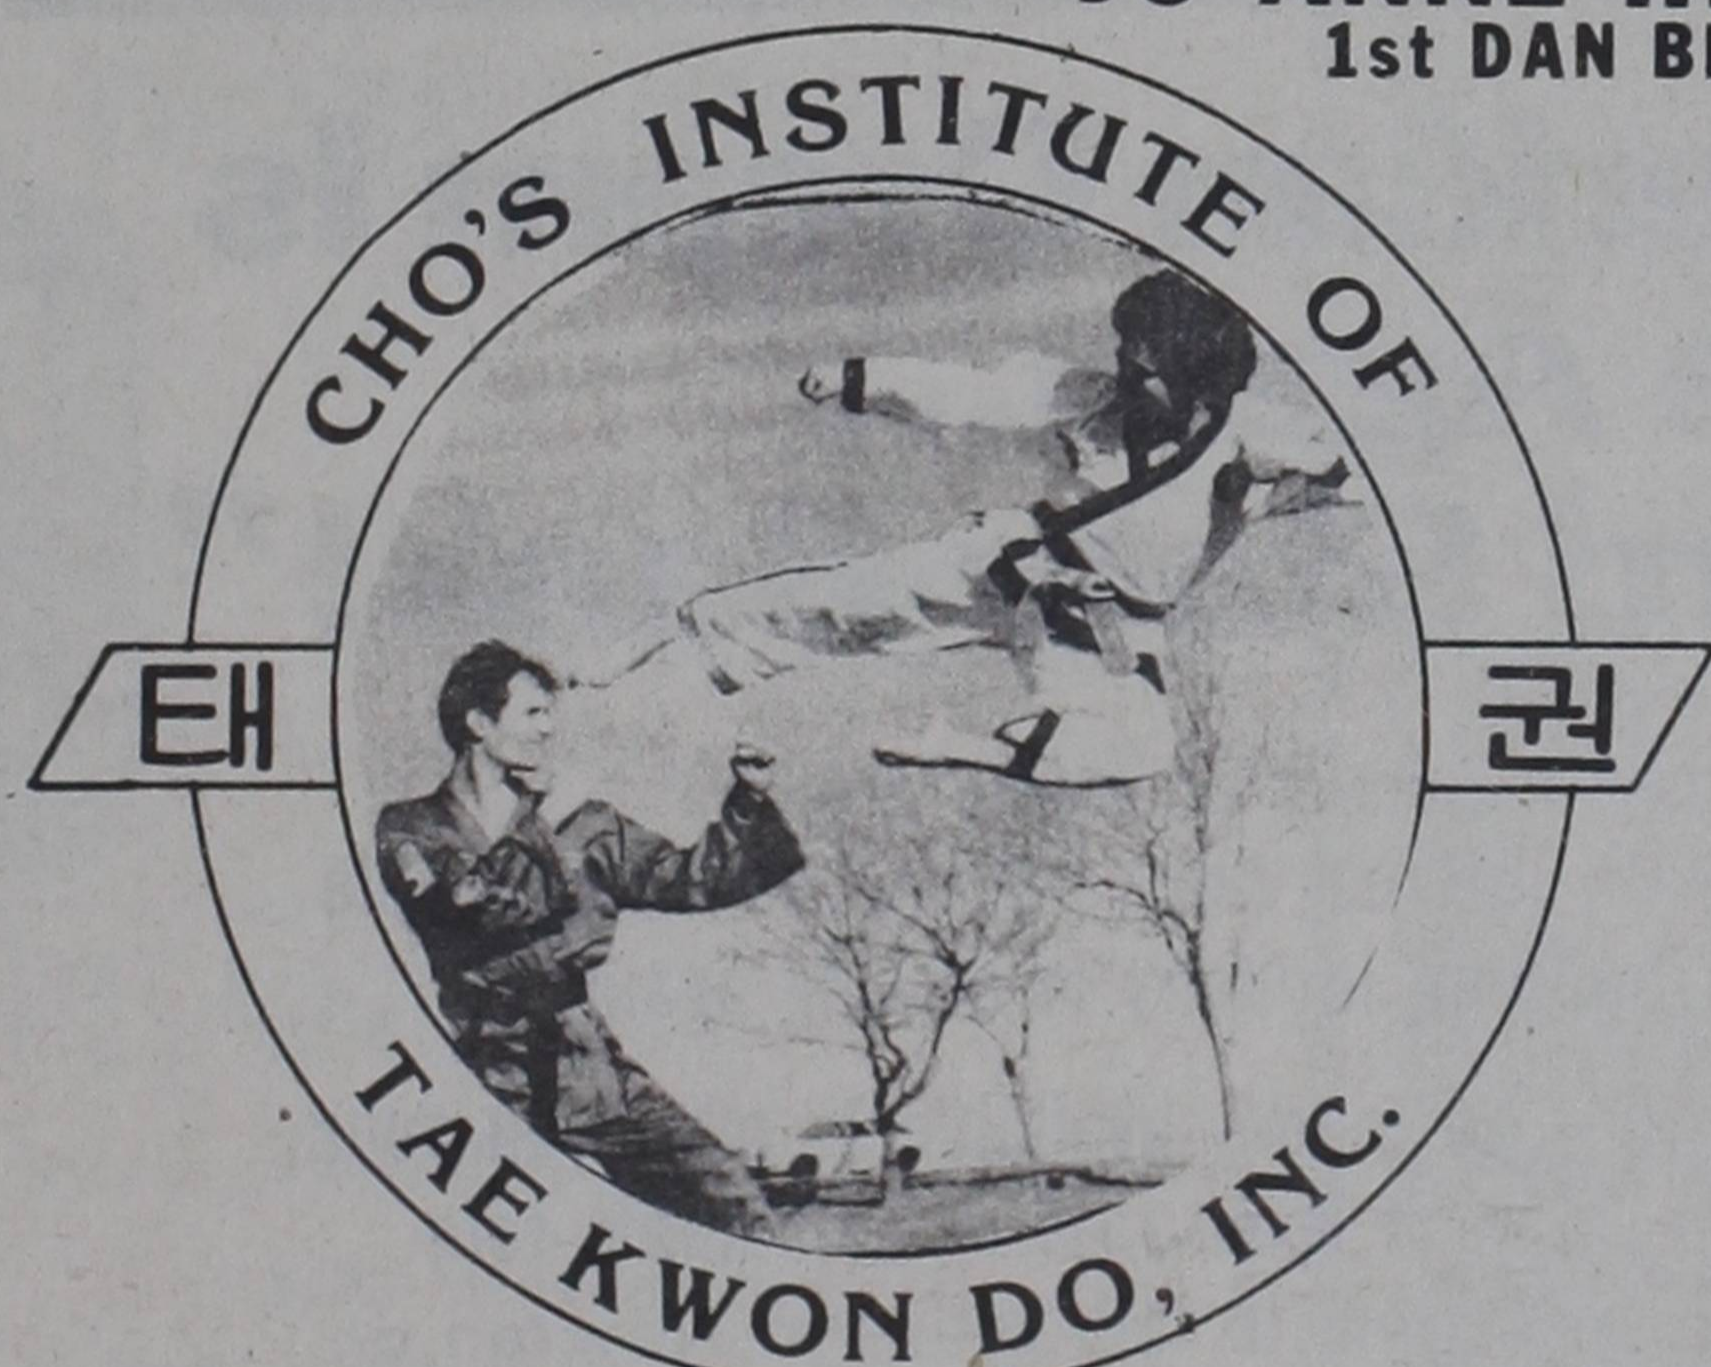 1st DAN
CHO'S INSTITUTE OF
태 권
TAE KWON DO, INC.